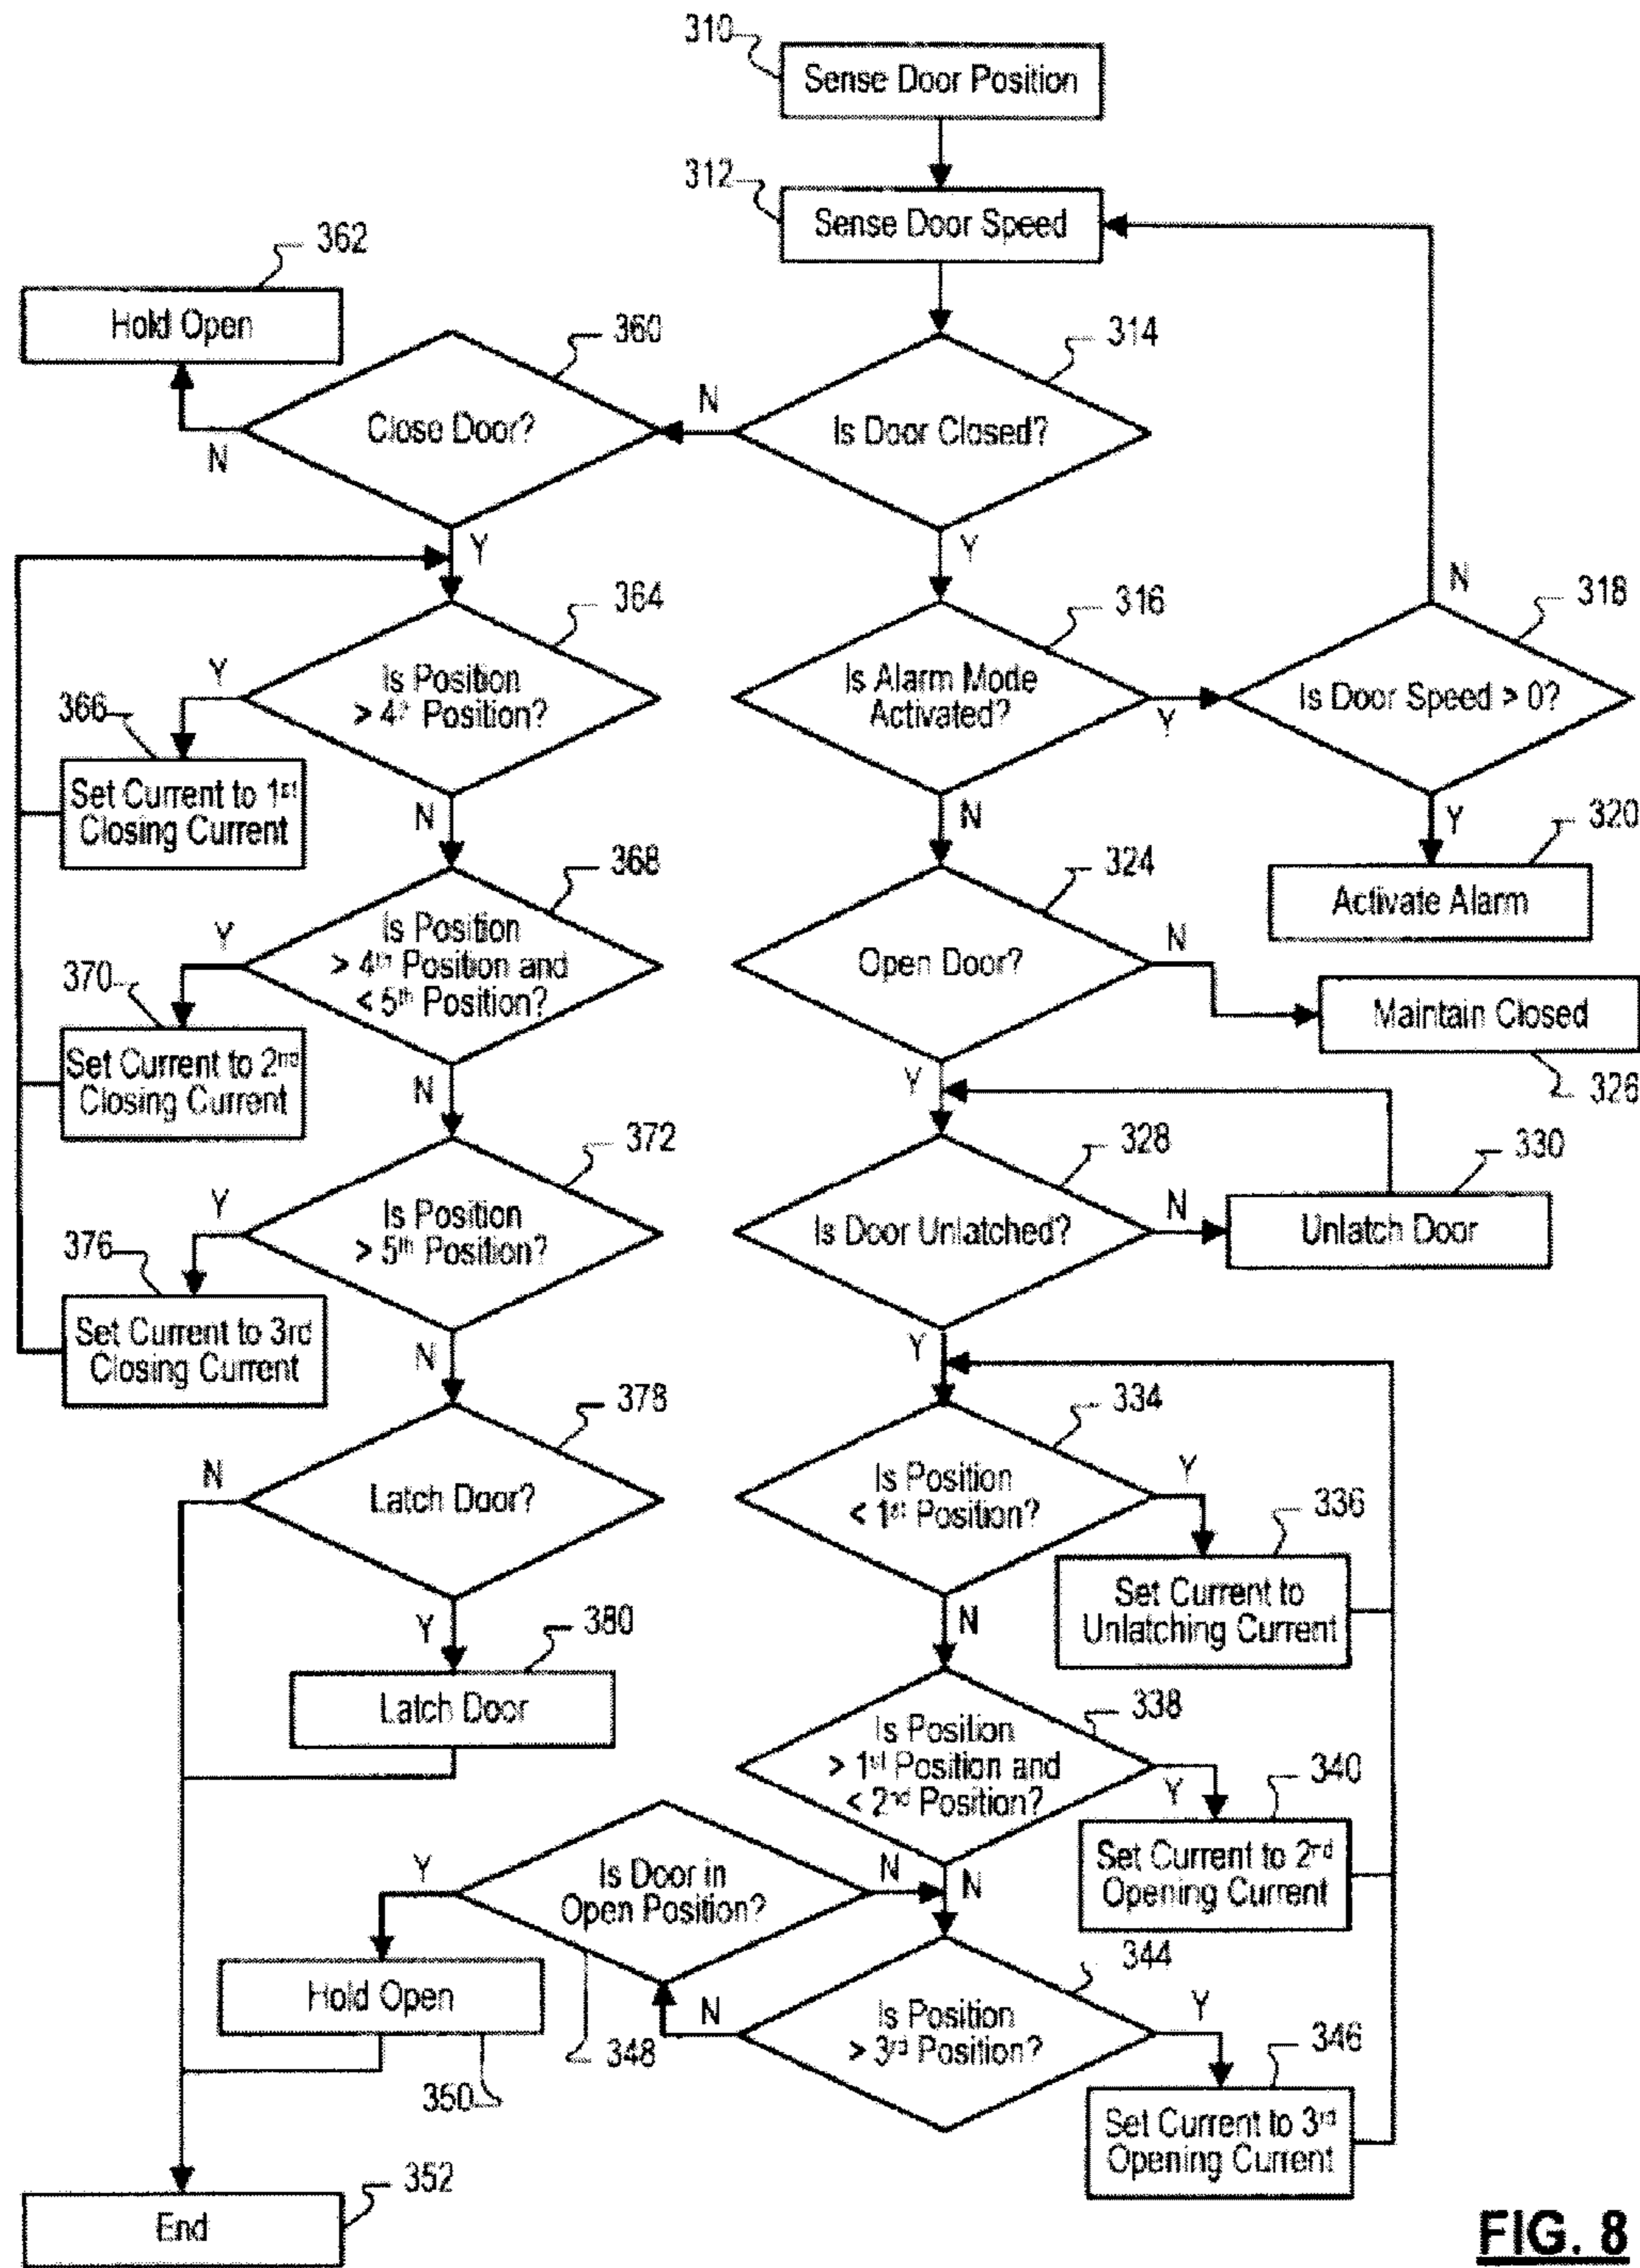 310
Sense Door Position
312
Sense Door Speed
362
Hold Open
360
Close Door?
N
N
314
Is Door Closed?
Y
Y
N
364
Is Position
> 4th Position?
Y
366
Set Current to 1st
Closing Current
N
316
Is Alarm Mode
Activated?
Y
N
318
Is Door Speed > 0?
Y
320
Activate Alarm
368
Is Position
> 4th Position and
< 5th Position?
Y
370
Set Current to 2nd
Closing Current
N
324
Open Door?
N
Maintain Closed
326
Y
372
Is Position
> 5th Position?
Y
376
Set Current to 3rd
Closing Current
N
328
Is Door Unlatched?
N
330
Unlatch Door
Y
378
Latch Door?
N
Y
380
Latch Door
334
Is Position
< 1st Position?
Y
336
Set Current to
Unlatching Current
N
338
Is Position
> 1st Position and
< 2nd Position?
Y
340
Set Current to 2nd
Opening Current
N
Is Door in
Open Position?
Y
N
348
Hold Open
350
344
Is Position
> 3rd Position?
N
Y
346
Set Current to 3rd
Opening Current
352
End
FIG. 8